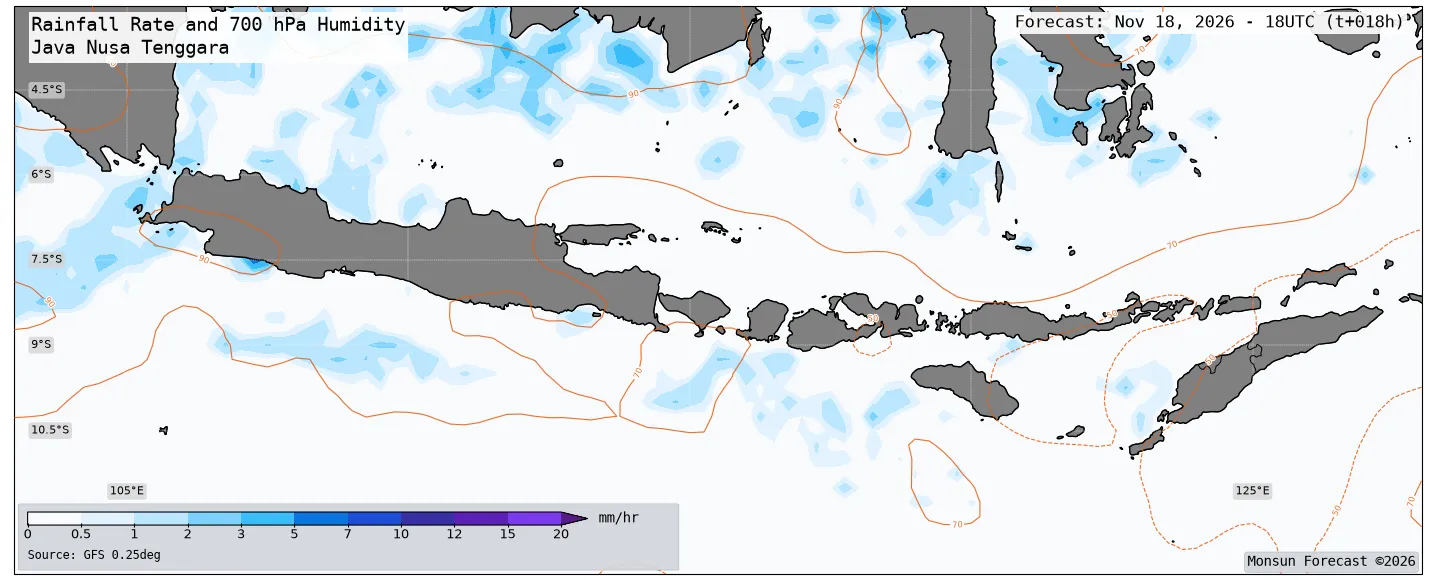 Rainfall Rate and 700 hPa Humidity
Java Nusa Tenggara
Forecast: Nov 18, 2026 - 18UTC (t+018h)
70
4.5°S
90
90
6°S
70
7.5°S
90
90
50
50
9°S
50
70
10.5°S
105°E
125°E
70
50
70
0 0.5 1 2 3 5 7 10 12 15 20
mm/hr
Source: GFS 0.25deg
Monsun Forecast ©2026